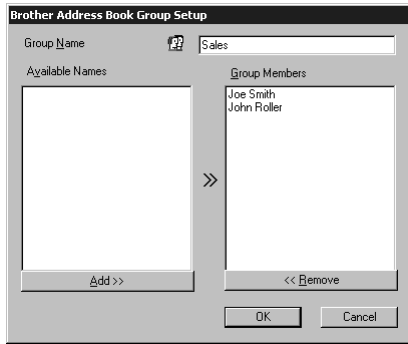 Brother Address Book Group Setup
Group Name
Sales
Available Names
Group Members
Joe Smith
John Roller
Add >>
<< Remove
OK
Cancel